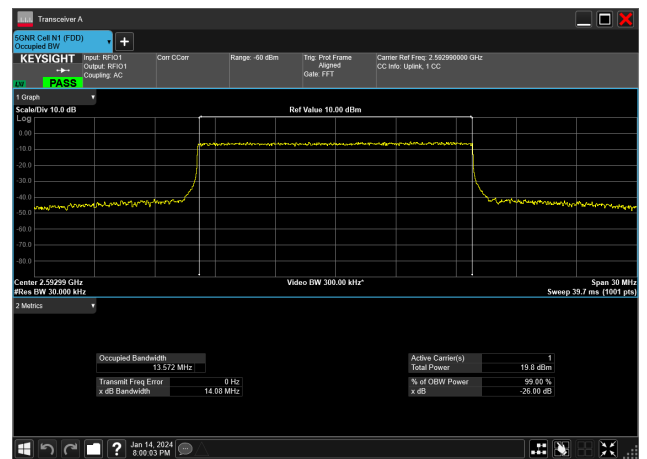 Transceiver A
5GNR Cell N1 (FDD)
Occupied BW
KEYSIGHT
Input: RFIO1
Output: RFIO1
Coupling: AC
Corr CCorr
Range: -60 dBm
Trig: Prot Frame
Aligned
Gate: FFT
Carrier Ref Freq: 2.592990000 GHz
CC Info: Uplink, 1 CC
PASS
1 Graph
Scale/Div 10.0 dB
Ref Value 10.00 dBm
Log
0.00
-10.0
-20.0
-30.0
-40.0
-50.0
-60.0
-70.0
-80.0
Center 2.59299 GHz
Video BW 300.00 kHz*
Span 30 MHz
#Res BW 30.000 kHz
Sweep 39.7 ms (1001 pts)
2 Metrics
Occupied Bandwidth
13.572 MHz
Transmit Freq Error 0 Hz
x dB Bandwidth 14.08 MHz
Active Carrier(s) 1
Total Power 19.8 dBm
% of OBW Power 99.00 %
x dB -26.00 dB
?
Jan 14, 2024
8:00:03 PM